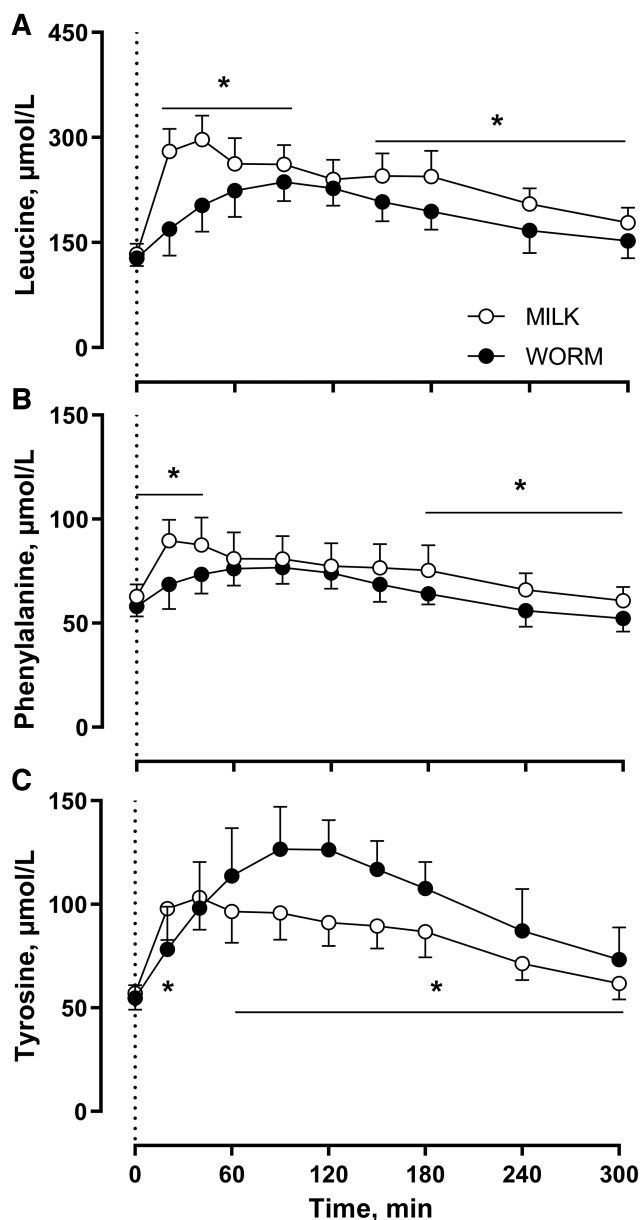 A
450
300
150
0
Leucine, µmol/L
*
*
MILK
WORM
B
150
100
50
0
Phenylalanine, µmol/L
*
*
C
150
100
50
0
Tyrosine, µmol/L
*
*
0 60 120 180 240 300
Time, min